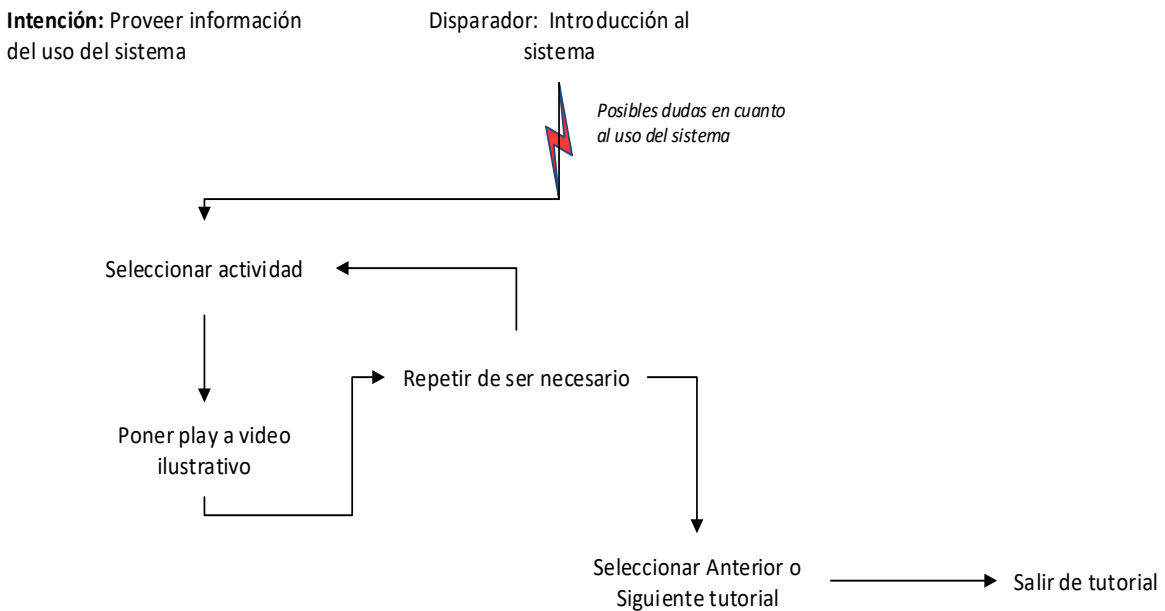 Intención: Proveer información
del uso del sistema
Disparador: Introducción al
sistema
Posibles dudas en cuanto
al uso del sistema
Seleccionar actividad
Repetir de ser necesario
Poner play a video
ilustrativo
Seleccionar Anterior o
Siguiente tutorial
Salir de tutorial